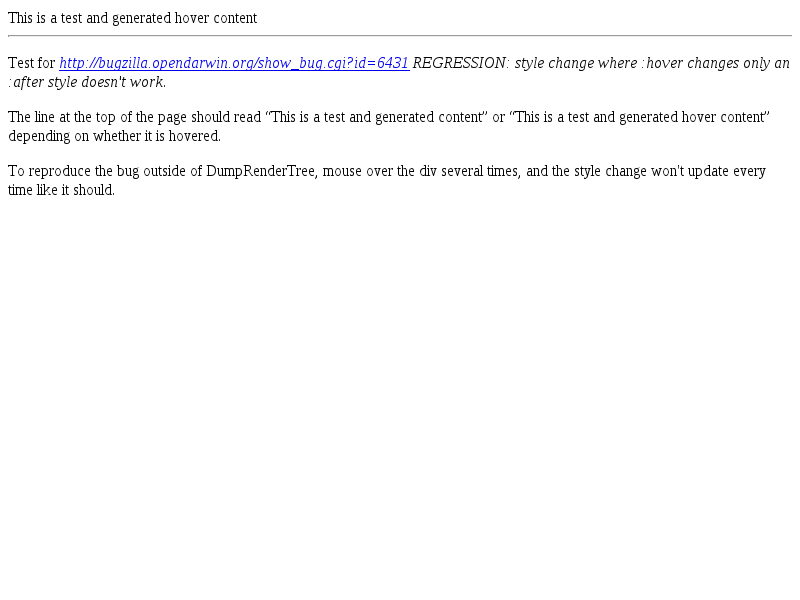 This is a test and generated hover content
Test for http://bugzilla.opendarwin.org/show_bug.cgi?id=6431 REGRESSION: style change where :hover changes only an
:after style doesn't work.
The line at the top of the page should read “This is a test and generated content” or “This is a test and generated hover content”
depending on whether it is hovered.
To reproduce the bug outside of DumpRenderTree, mouse over the div several times, and the style change won't update every
time like it should.